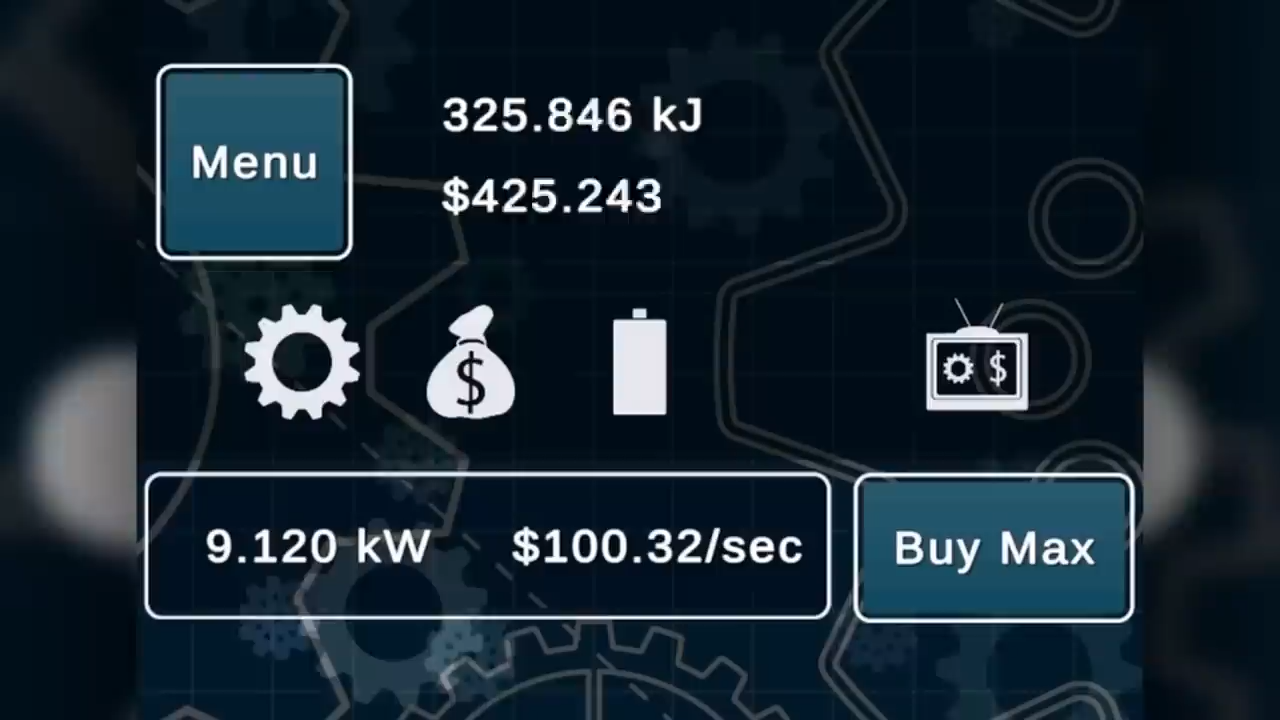 Menu
325.846 kJ
$425.243
$
$
9.120 kW $100.32/sec
Buy Max